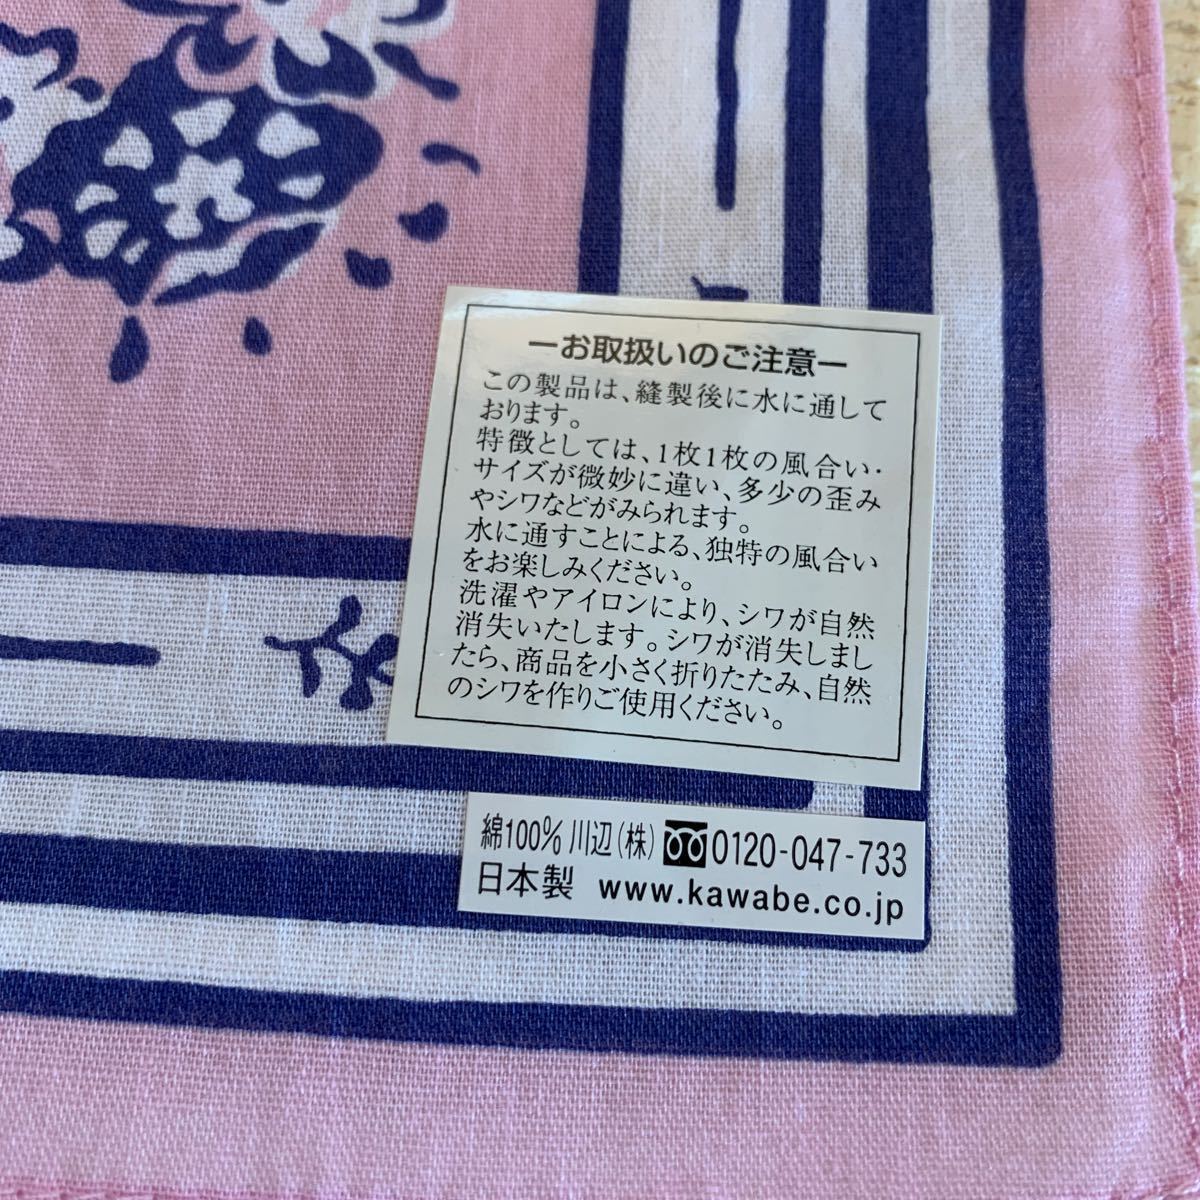 ーお取扱いのご注意ー
この製品は、縫製後に水に通して
おります。
特徴としては、1枚1枚の風合い・
サイズが微妙に違い、多少の歪み
やシワなどがみられます。
水に通すことによる、独特の風合い
をお楽しみください。
洗濯やアイロンにより、シワが自然
消失いたします。シワが消失しまし
たら、商品を小さく折りたたみ、自然
のシワを作りご使用ください。
綿100% 川辺(株) 0120-047-733
日本製 www.kawabe.co.jp